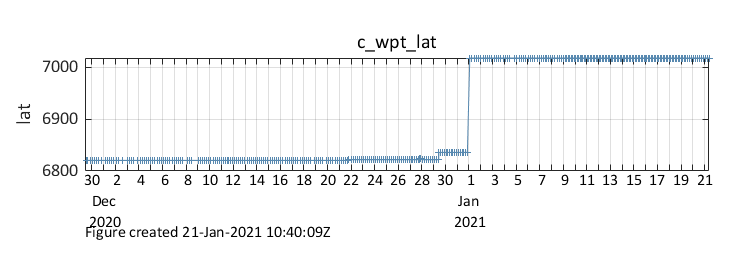 c_wpt_lat
7000
6900
6800
lat
30 2 4 6 8 10 12 14 16 18 20 22 24 26 28 30 1 3 5 7 9 11 13 15 17 19 21
Dec Jan
2020 2021
Figure created 21-Jan-2021 10:40:09Z